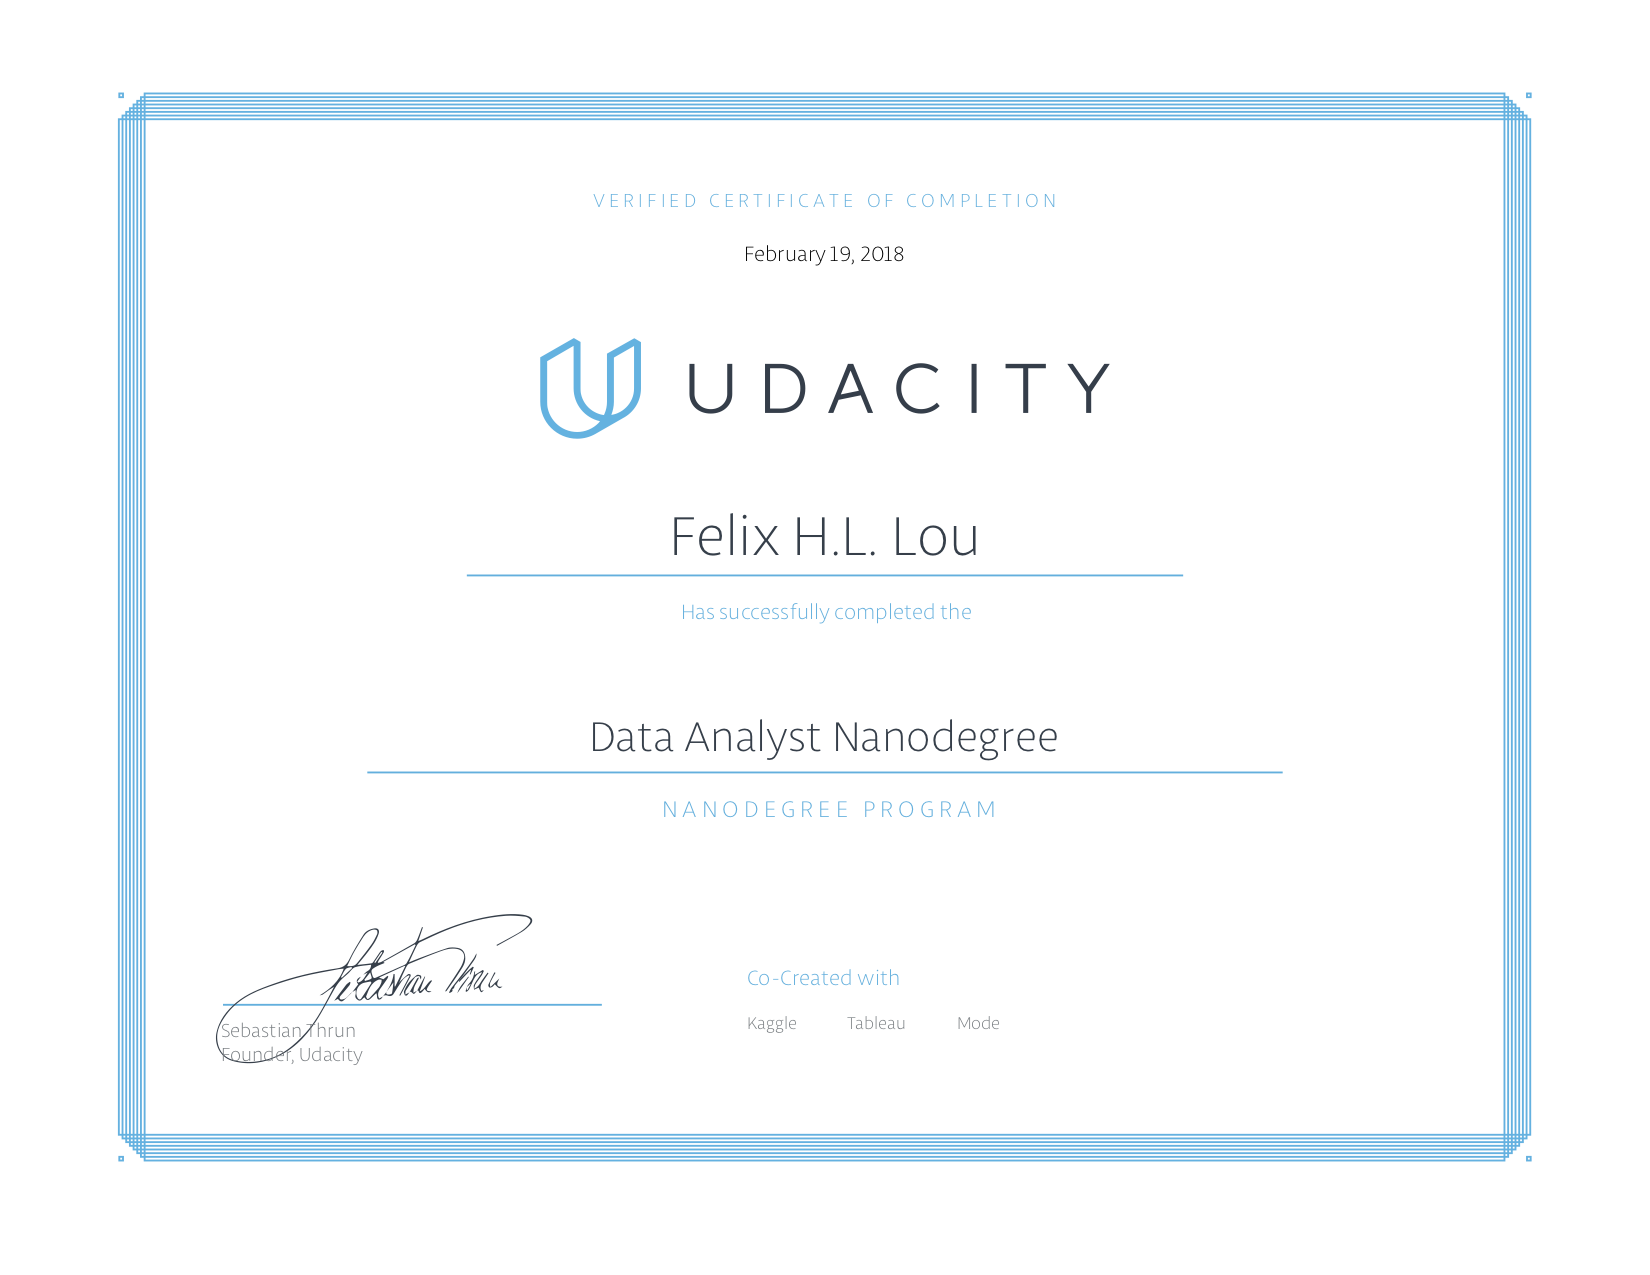 VERIFIED CERTIFICATE OF COMPLETION
February 19, 2018
UDACITY
Felix H.L. Lou
Has successfully completed the
Data Analyst Nanodegree
NANODEGREE PROGRAM
Sebastian Thrun
Sebastian Thrun
Founder, Udacity
Co-Created with
Kaggle Tableau Mode